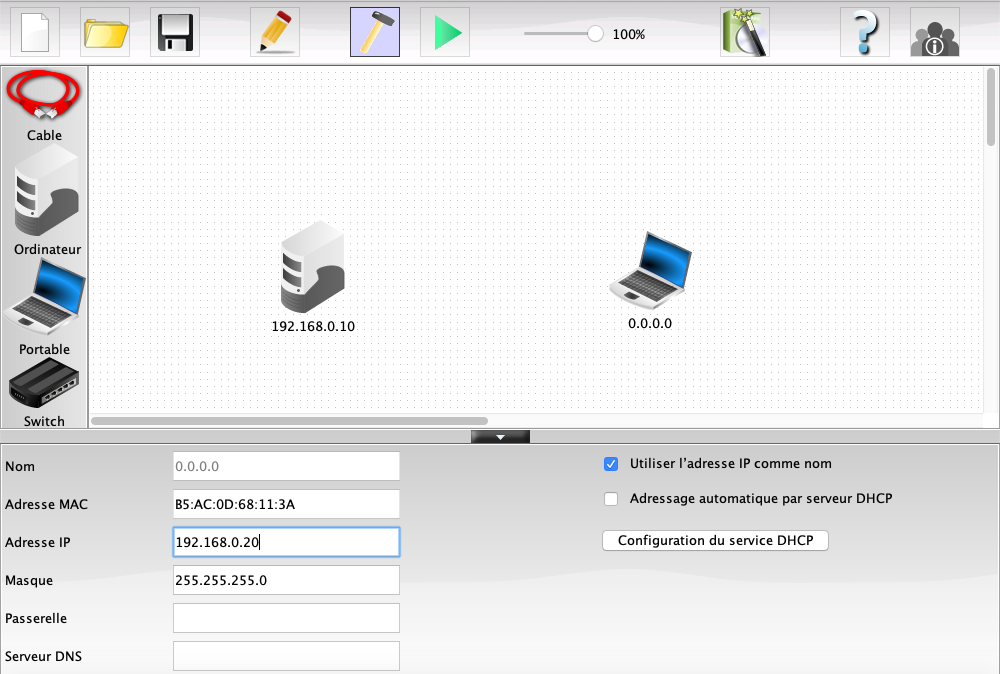 100%
Cable
Ordinateur
Portable
Switch
192.168.0.10
0.0.0.0
Nom
0.0.0.0
Adresse MAC
B5:AC:0D:68:11:3A
Adresse IP
192.168.0.20
Masque
255.255.255.0
Passerelle
Serveur DNS
Utiliser l’adresse IP comme nom
Adressage automatique par serveur DHCP
Configuration du service DHCP